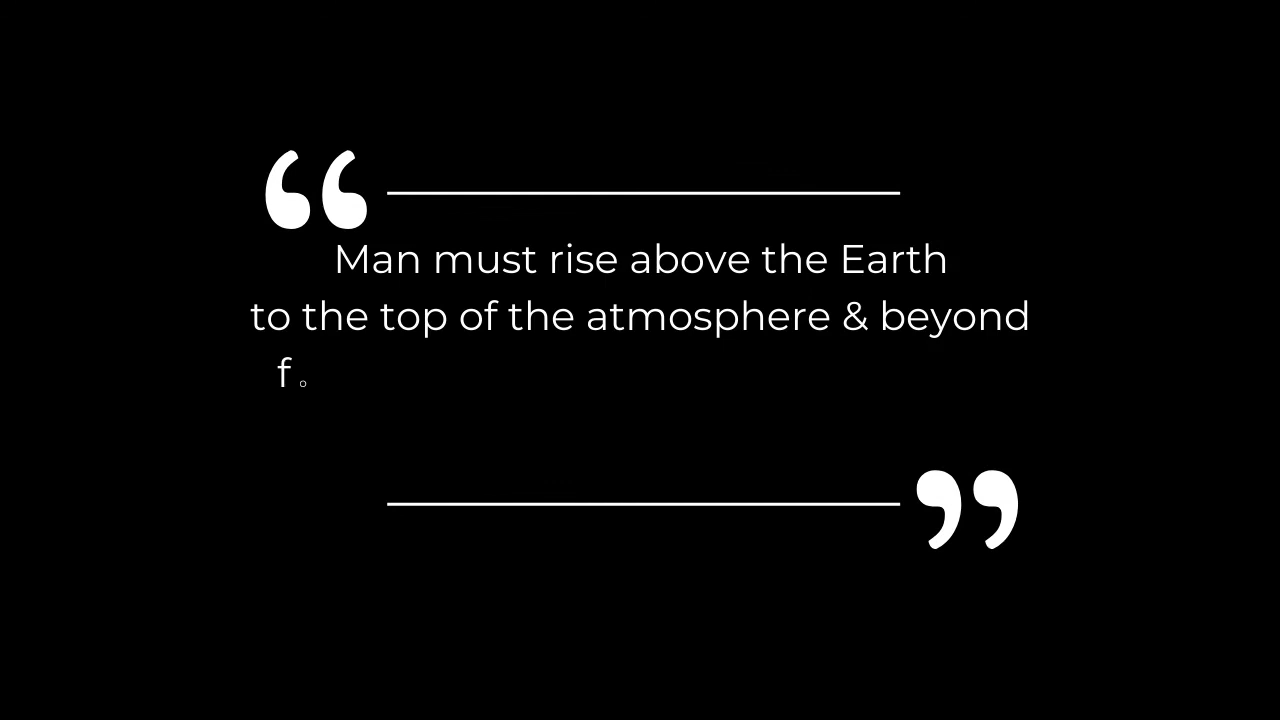 Man must rise above the Earth
to the top of the atmosphere & beyond
f